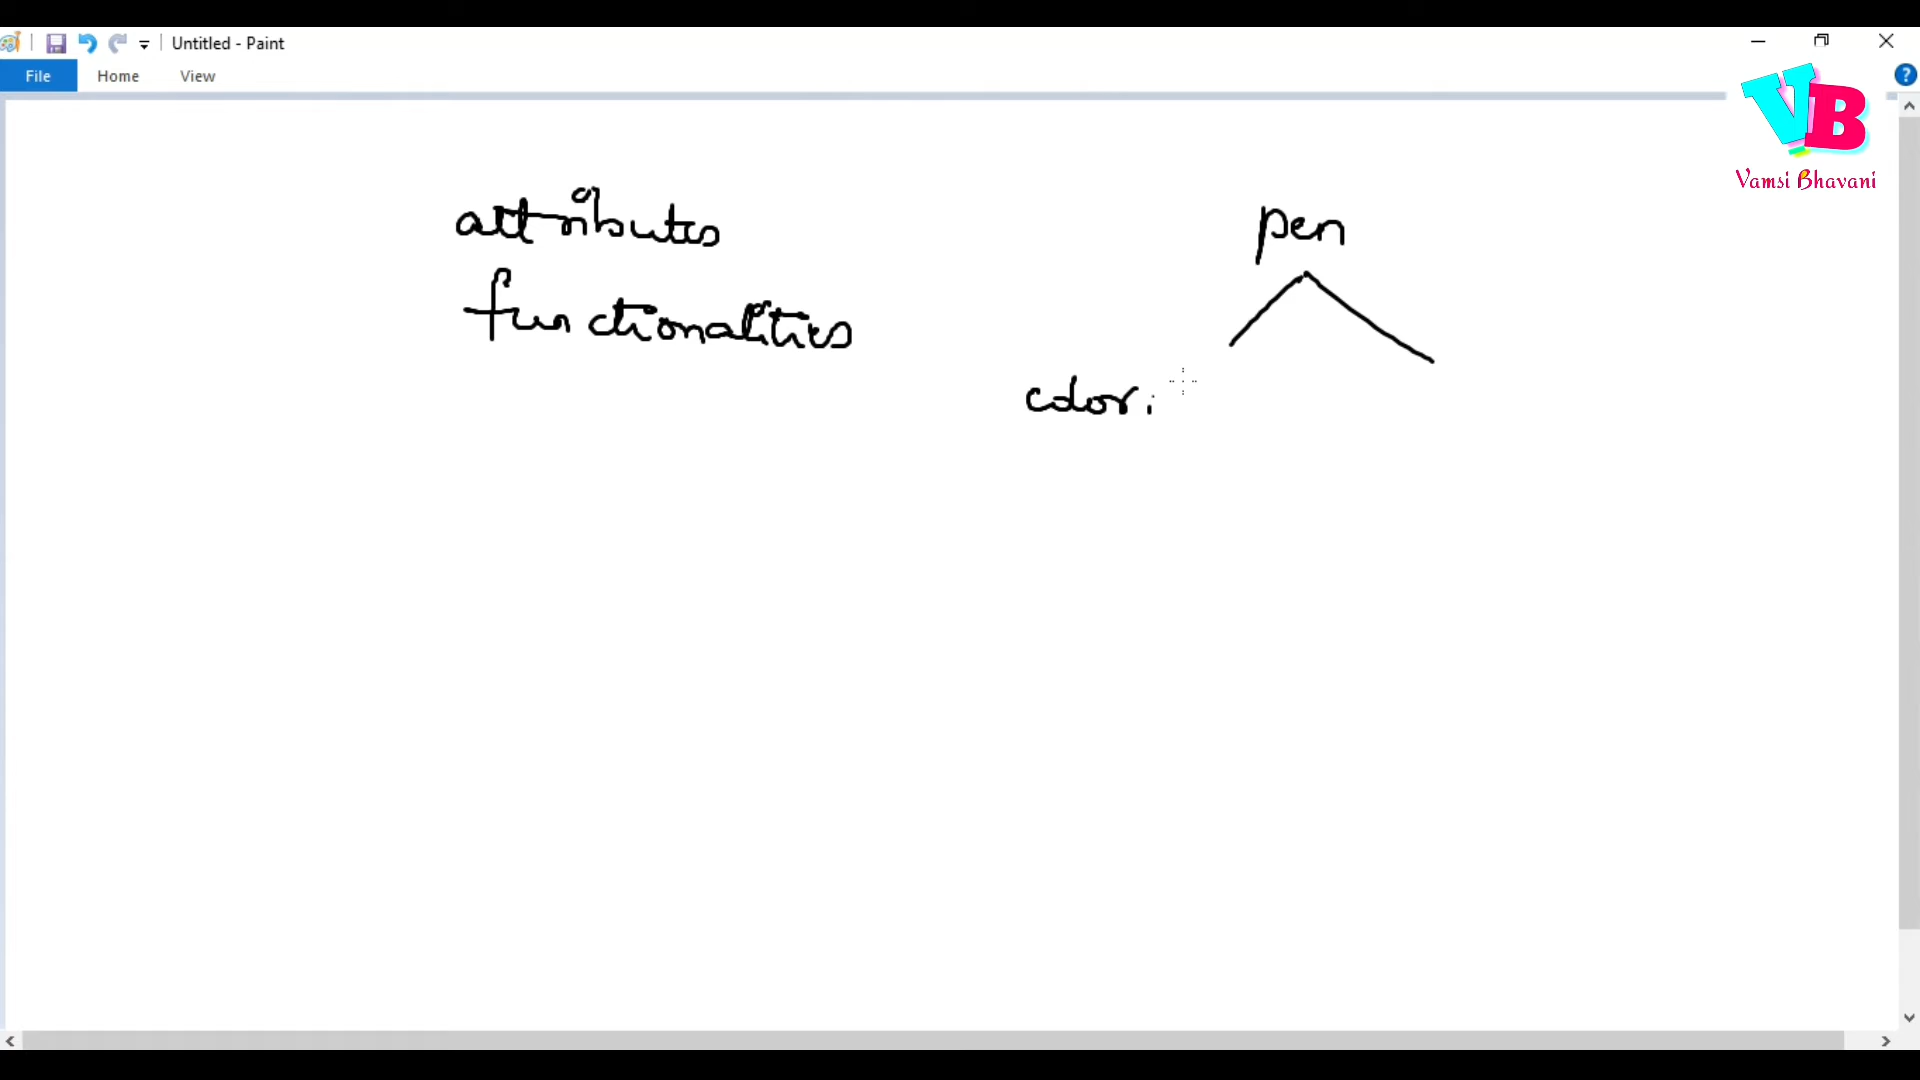 Untitled - Paint
File Home View
VB
Vamsi Bhavani
attributes
functionalities
pen
color,